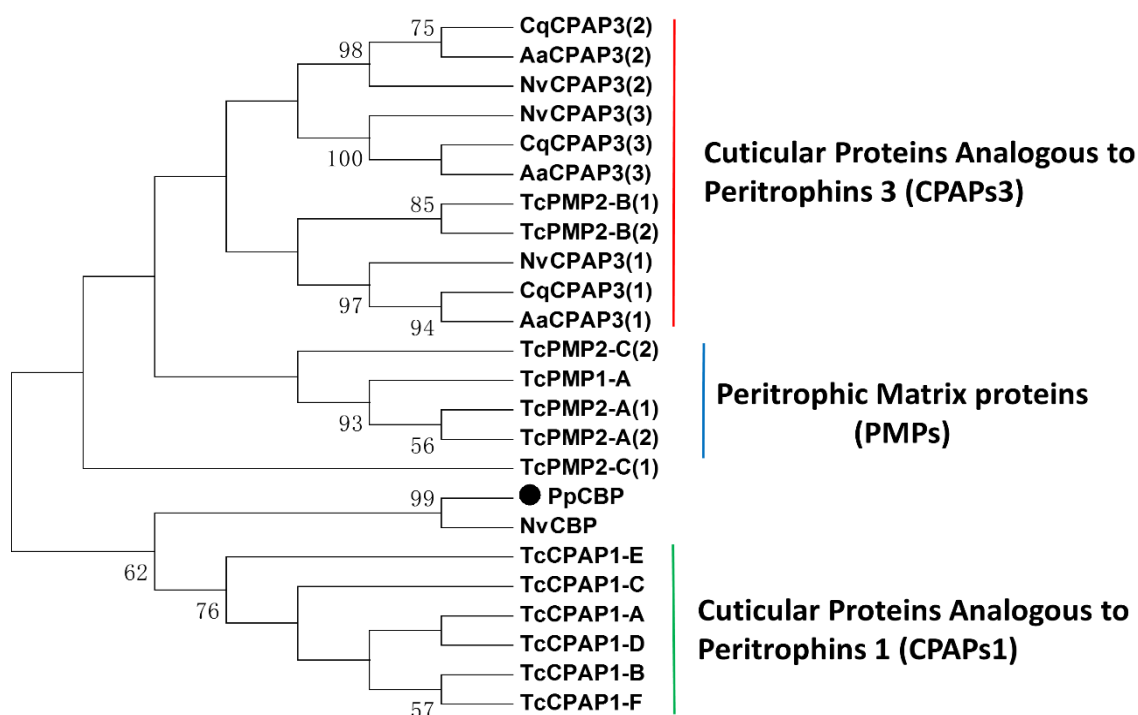 CqCPAP3(2)
75
AaCPAP3(2)
98
NvCPAP3(2)
NvCPAP3(3)
CqCPAP3(3)
100
AaCPAP3(3)
Cuticular Proteins Analogous to
Peritrophins 3 (CPAPs3)
TcPMP2-B(1)
85
TcPMP2-B(2)
NvCPAP3(1)
CqCPAP3(1)
97
AaCPAP3(1)
94
TcPMP2-C(2)
TcPMP1-A
TcPMP2-A(1)
93
TcPMP2-A(2)
56
Peritrophic Matrix proteins
(PMPs)
TcPMP2-C(1)
PpCBP
99
NvCBP
62
TcCPAP1-E
TcCPAP1-C
76
TcCPAP1-A
TcCPAP1-D
TcCPAP1-B
TcCPAP1-F
57
Cuticular Proteins Analogous to
Peritrophins 1 (CPAPs1)